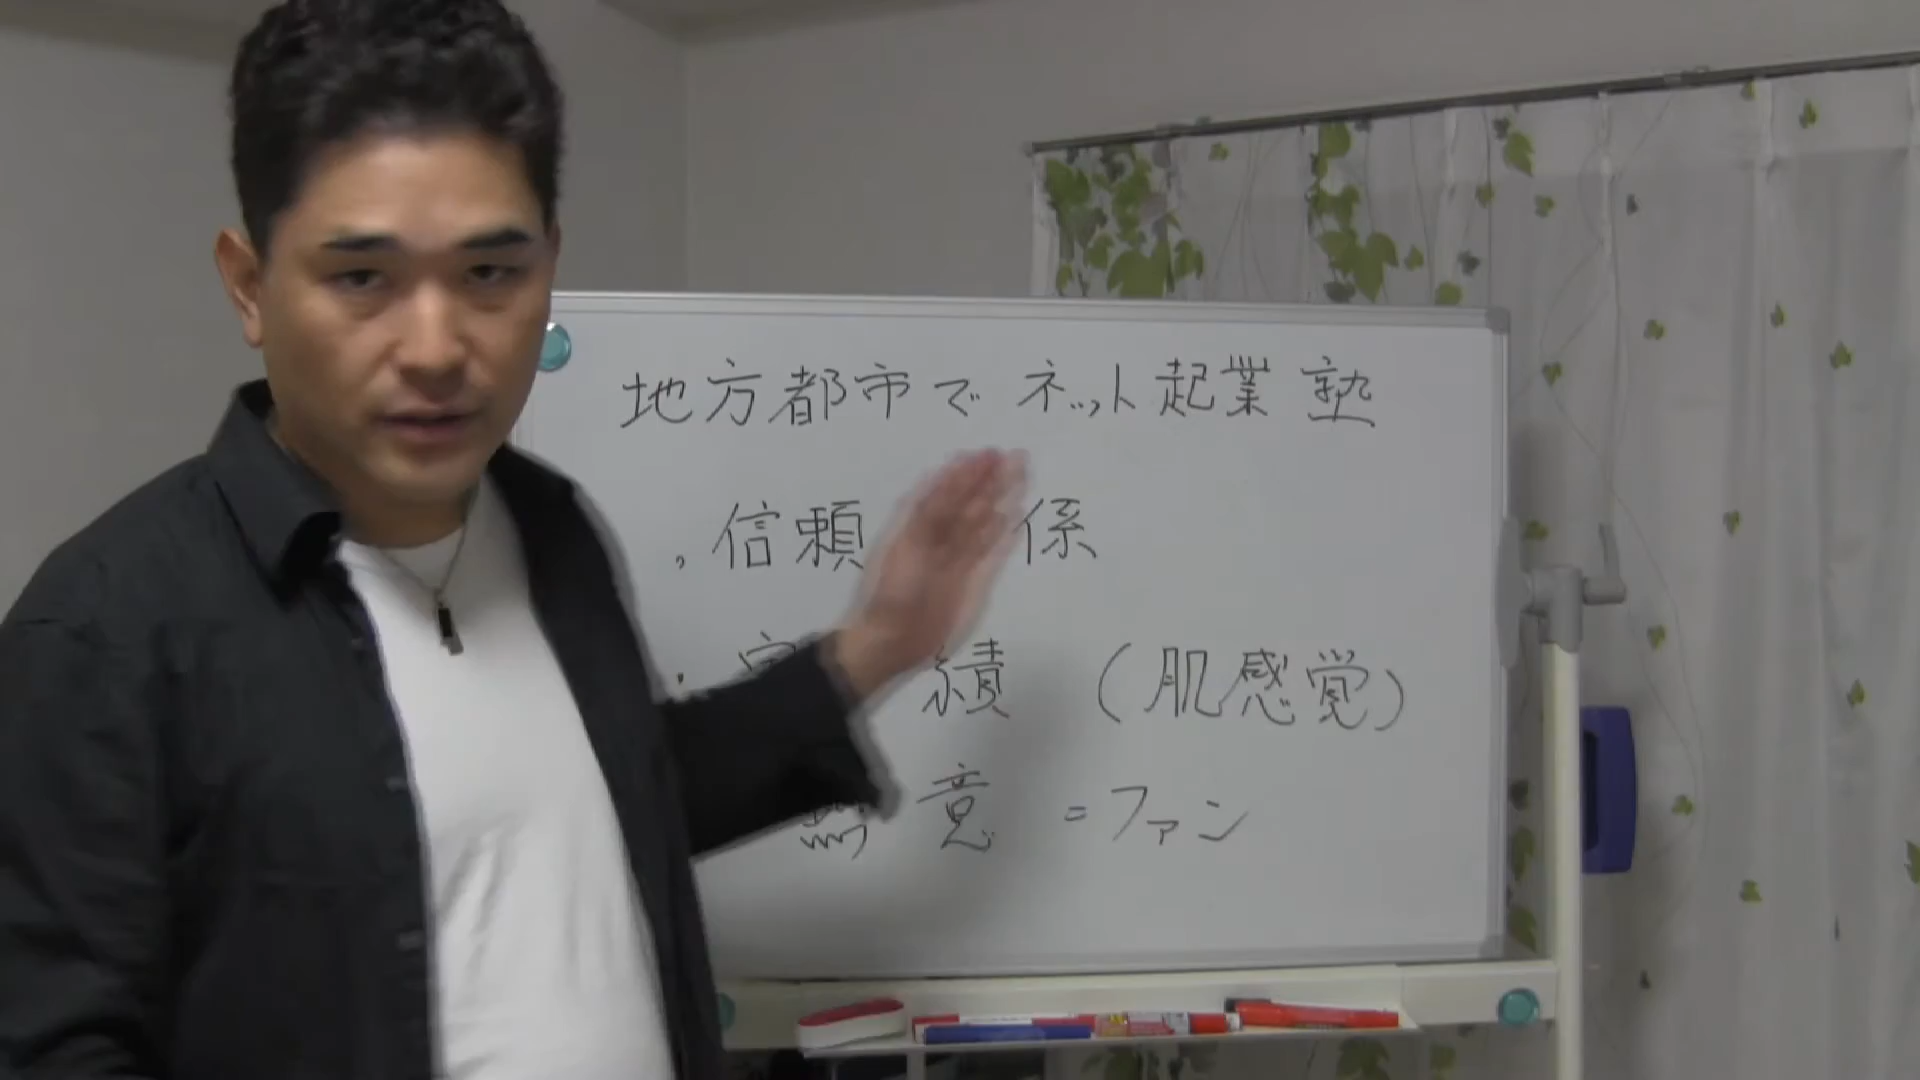 地方都市でネット起業塾
・信頼 係
・ 績 (肌感覚)
意 =ファン